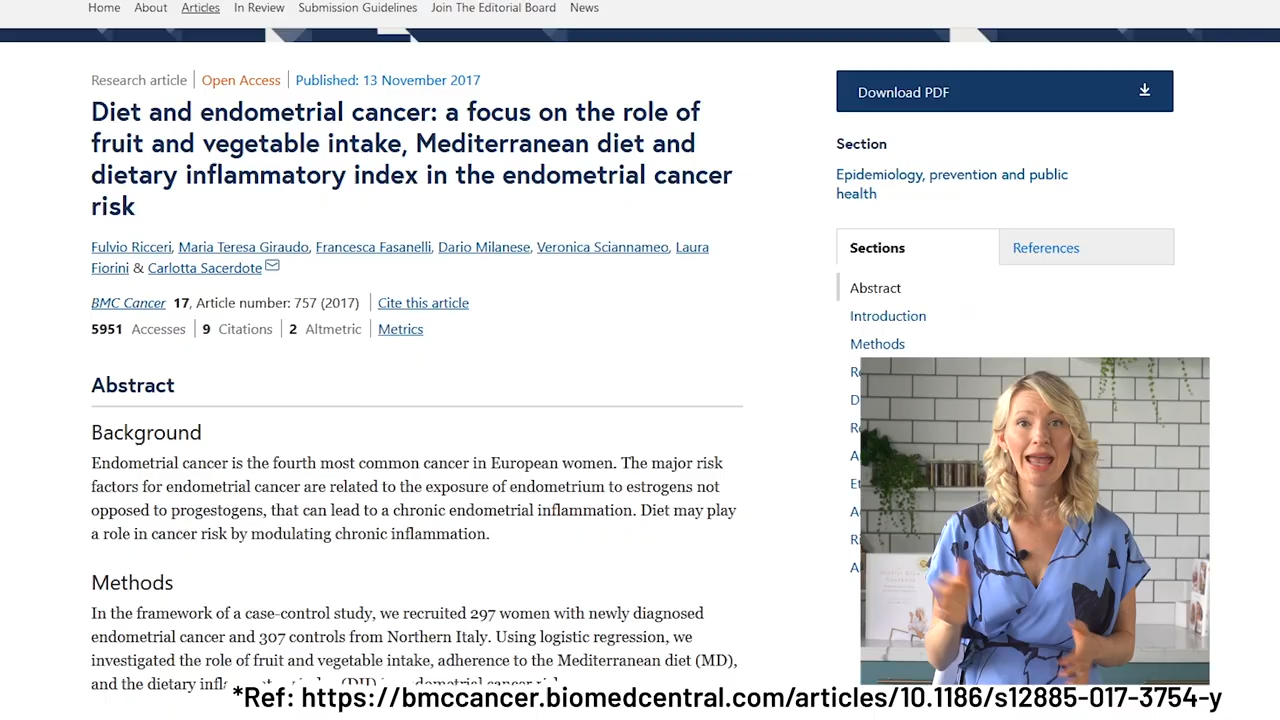 Home About Articles In Review Submission Guidelines Join The Editorial Board News
Research article Open Access Published: 13 November 2017
Diet and endometrial cancer: a focus on the role of
fruit and vegetable intake, Mediterranean diet and
dietary inflammatory index in the endometrial cancer
risk
Fulvio Ricceri, Maria Teresa Giraudo, Francesca Fasanelli, Dario Milanese, Veronica Sciannameo, Laura
Fiorini & Carlotta Sacerdote
BMC Cancer 17, Article number: 757 (2017) Cite this article
5951 Accesses 9 Citations 2 Altmetric Metrics
Abstract
Background
Endometrial cancer is the fourth most common cancer in European women. The major risk
factors for endometrial cancer are related to the exposure of endometrium to estrogens not
opposed to progestogens, that can lead to a chronic endometrial inflammation. Diet may play
a role in cancer risk by modulating chronic inflammation.
Methods
In the framework of a case-control study, we recruited 297 women with newly diagnosed
endometrial cancer and 307 controls from Northern Italy. Using logistic regression, we
investigated the role of fruit and vegetable intake, adherence to the Mediterranean diet (MD),
and the dietary
Download PDF
Section
Epidemiology, prevention and public
health
Sections References
Abstract
Introduction
Methods
*Ref: https://bmccancer.biomedcentral.com/articles/10.1186/s12885-017-3754-y